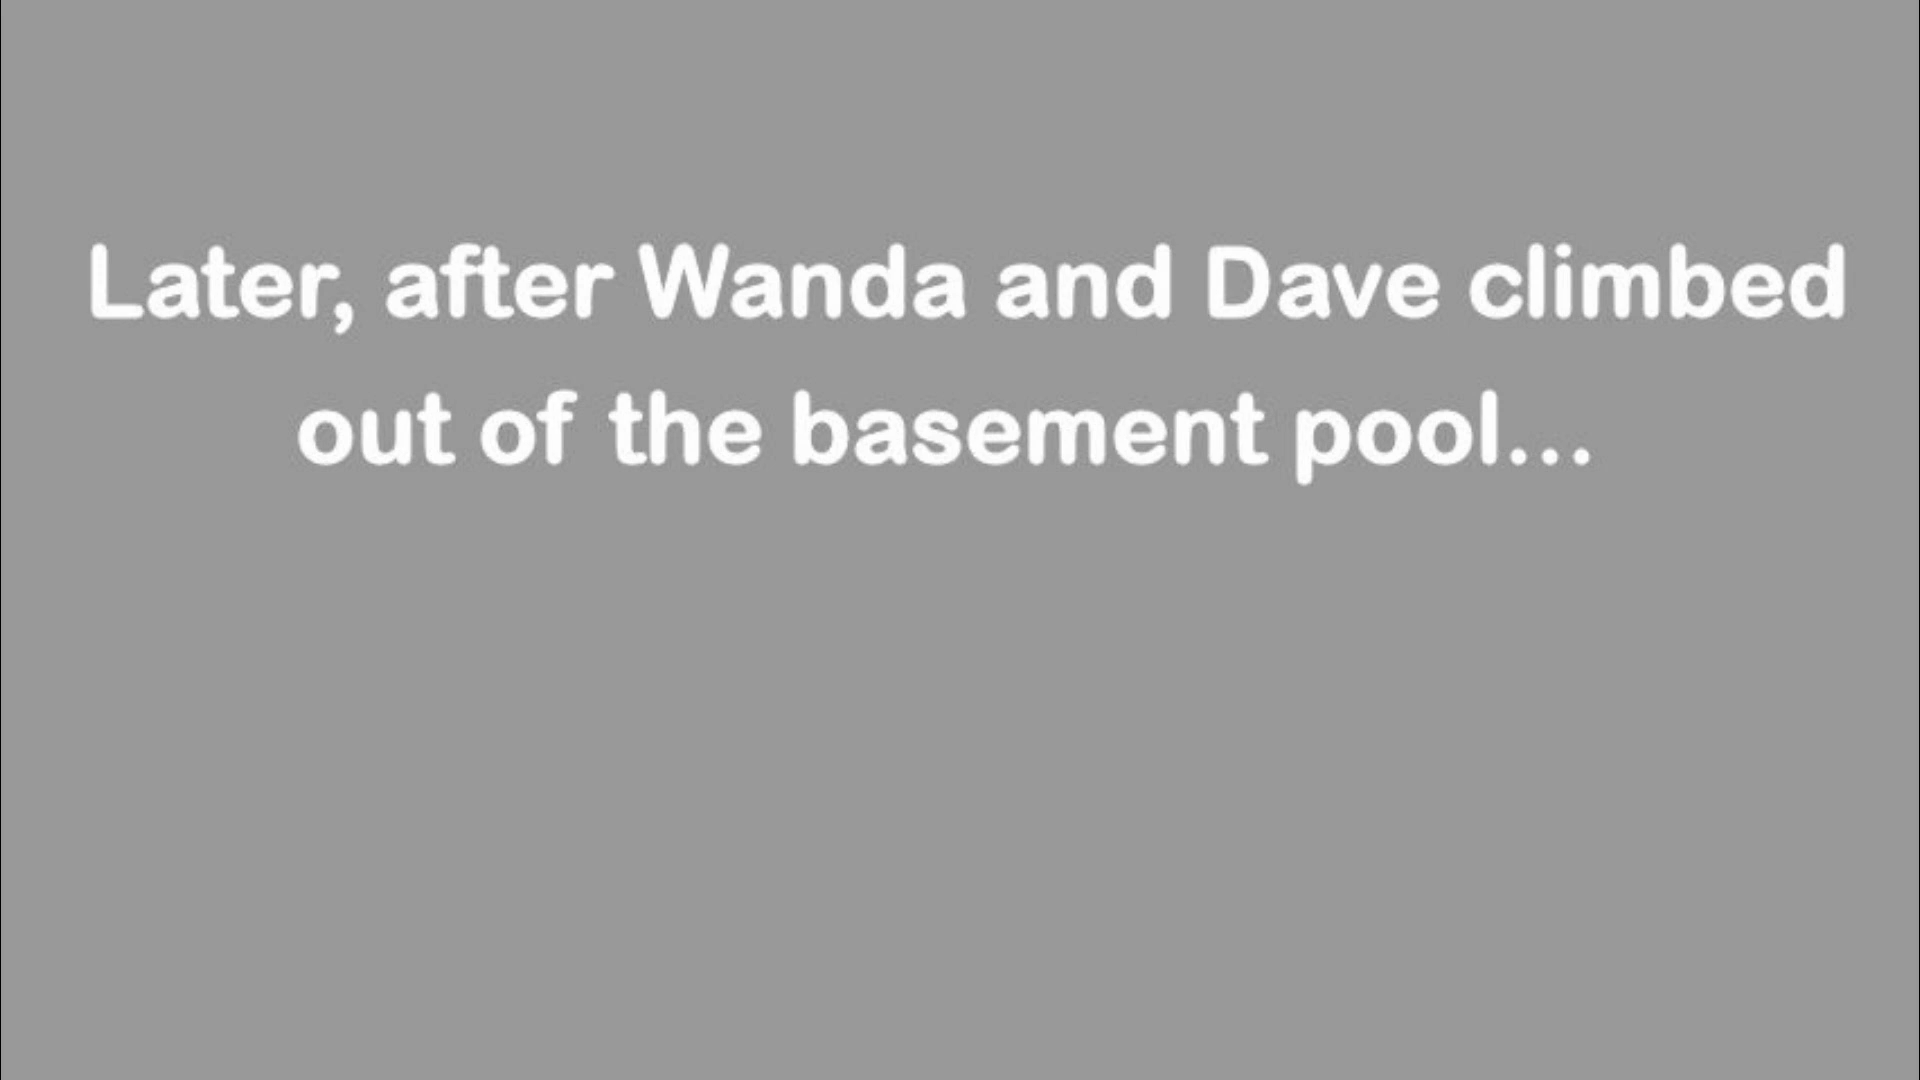 Later, after Wanda and Dave climbed
out of the basement pool...